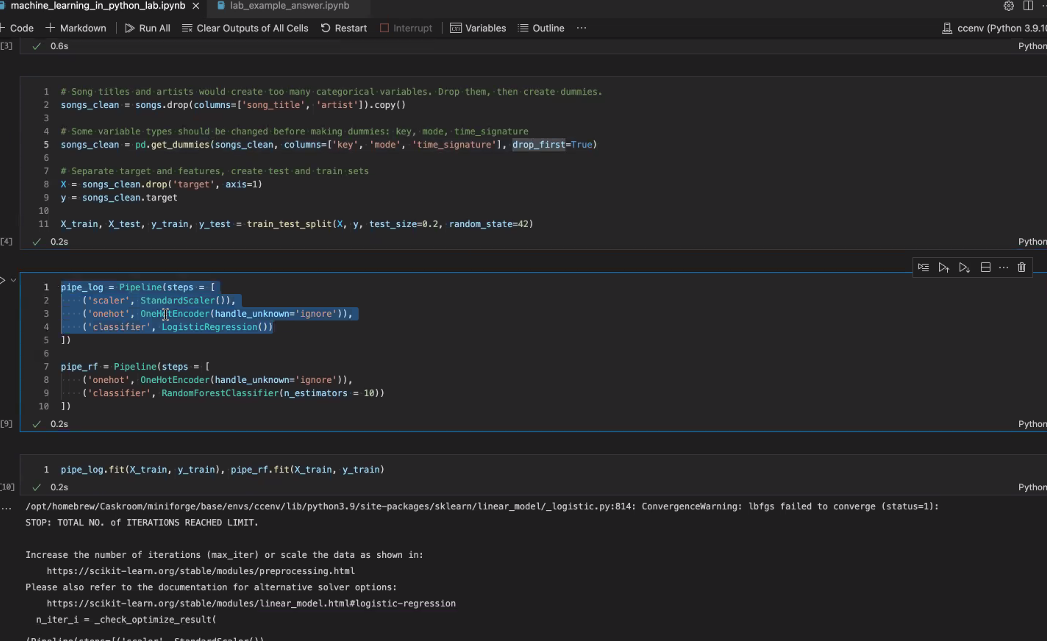 machine_learning_in_python_lab.ipynb × lab_example_answer.ipynb
+ Code + Markdown Run All Clear Outputs of All Cells Restart Interrupt Variables Outline ··· ccenv (Python 3.9.10
[3] ✓ 0.6s Python
1 # Song titles and artists would create too many categorical variables. Drop them, then create dummies.
2 songs_clean = songs.drop(columns=['song_title', 'artist']).copy()
3
4 # Some variable types should be changed before making dummies: key, mode, time_signature
5 songs_clean = pd.get_dummies(songs_clean, columns=['key', 'mode', 'time_signature'], drop_first=True)
6
7 # Separate target and features, create test and train sets
8 X = songs_clean.drop('target', axis=1)
9 y = songs_clean.target
10
11 X_train, X_test, y_train, y_test = train_test_split(X, y, test_size=0.2, random_state=42)
[4] ✓ 0.2s Python
1 pipe_log = Pipeline(steps = [
2 ('scaler', StandardScaler()),
3 ('onehot', OneHotEncoder(handle_unknown='ignore')),
4 ('classifier', LogisticRegression())
5 ])
6
7 pipe_rf = Pipeline(steps = [
8 ('onehot', OneHotEncoder(handle_unknown='ignore')),
9 ('classifier', RandomForestClassifier(n_estimators = 10))
10 ])
[9] ✓ 0.2s Python
1 pipe_log.fit(X_train, y_train), pipe_rf.fit(X_train, y_train)
[10] ✓ 0.2s Python
... /opt/homebrew/Caskroom/miniforge/base/envs/ccenv/lib/python3.9/site-packages/sklearn/linear_model/_logistic.py:814: ConvergenceWarning: lbfgs failed to converge (status=1):
STOP: TOTAL NO. of ITERATIONS REACHED LIMIT.
Increase the number of iterations (max_iter) or scale the data as shown in:
https://scikit-learn.org/stable/modules/preprocessing.html
Please also refer to the documentation for alternative solver options:
https://scikit-learn.org/stable/modules/linear_model.html#logistic-regression
n_iter_i = _check_optimize_result(
(Pipeline(steps=[('scaler', StandardScaler()),